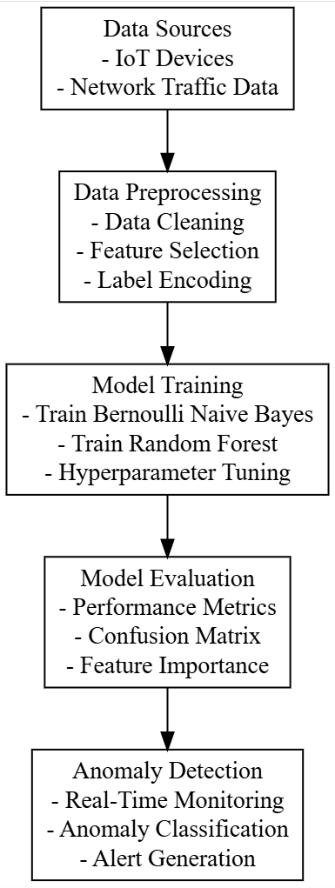 Data Sources
- IoT Devices
- Network Traffic Data
Data Preprocessing
- Data Cleaning
- Feature Selection
- Label Encoding
Model Training
- Train Bernoulli Naive Bayes
- Train Random Forest
- Hyperparameter Tuning
Model Evaluation
- Performance Metrics
- Confusion Matrix
- Feature Importance
Anomaly Detection
- Real-Time Monitoring
- Anomaly Classification
- Alert Generation